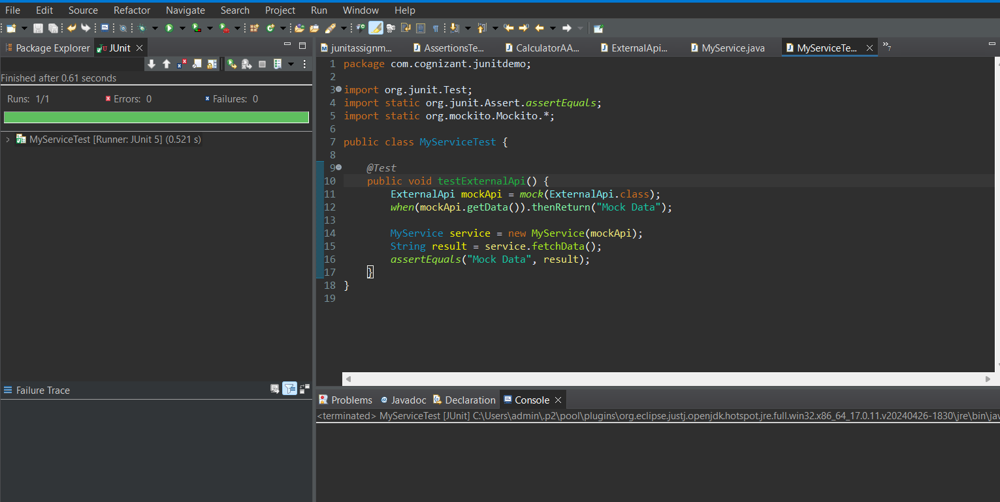 File Edit Source Refactor Navigate Search Project Run Window Help
Package Explorer JUnit
Finished after 0.61 seconds
Runs: 1/1 Errors: 0 Failures: 0
MyServiceTest [Runner: JUnit 5] (0.521 s)
Failure Trace
junitassignm... AssertionsTe... CalculatorAA... ExternalApi... MyService.java MyServiceTe... »7
1 package com.cognizant.junitdemo;
2
3 import org.junit.Test;
4 import static org.junit.Assert.assertEquals;
5 import static org.mockito.Mockito.*;
6
7 public class MyServiceTest {
8
9     @Test
10     public void testExternalApi() {
11         ExternalApi mockApi = mock(ExternalApi.class);
12         when(mockApi.getData()).thenReturn("Mock Data");
13
14         MyService service = new MyService(mockApi);
15         String result = service.fetchData();
16         assertEquals("Mock Data", result);
17     }
18 }
19
Problems Javadoc Declaration Console
<terminated> MyServiceTest [JUnit] C:\Users\admin\.p2\pool\plugins\org.eclipse.justj.openjdk.hotspot.jre.full.win32.x86_64_17.0.11.v20240426-1830\jre\bin\jav